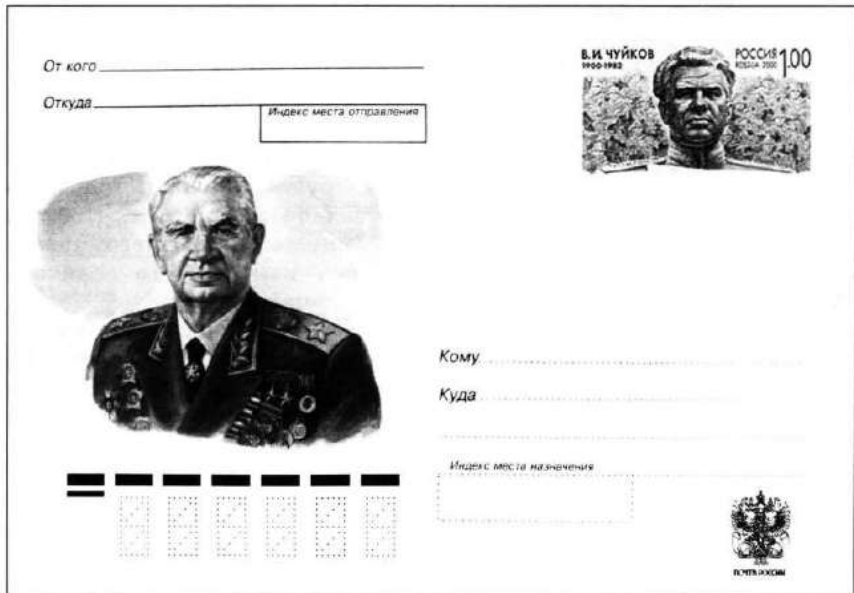 От кого
Откуда
Индекс места отправления
В.И. ЧУЙКОВ
1900-1982
РОССИЯ
ROSSIJA 2000
1.00
Кому
Куда
Индекс места назначения
ПОЧТА РОССИИ